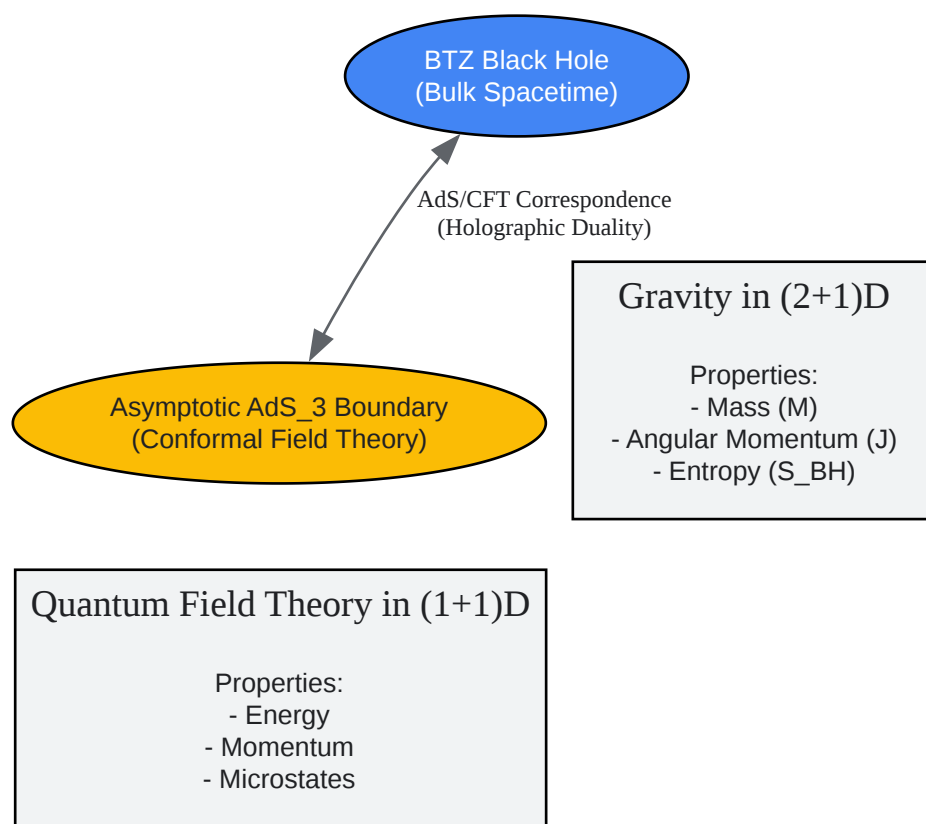 BTZ Black Hole
(Bulk Spacetime)
AdS/CFT Correspondence
(Holographic Duality)
Gravity in (2+1)D
Properties:
- Mass (M)
- Angular Momentum (J)
- Entropy (S_BH)
Asymptotic AdS_3 Boundary
(Conformal Field Theory)
Quantum Field Theory in (1+1)D
Properties:
- Energy
- Momentum
- Microstates